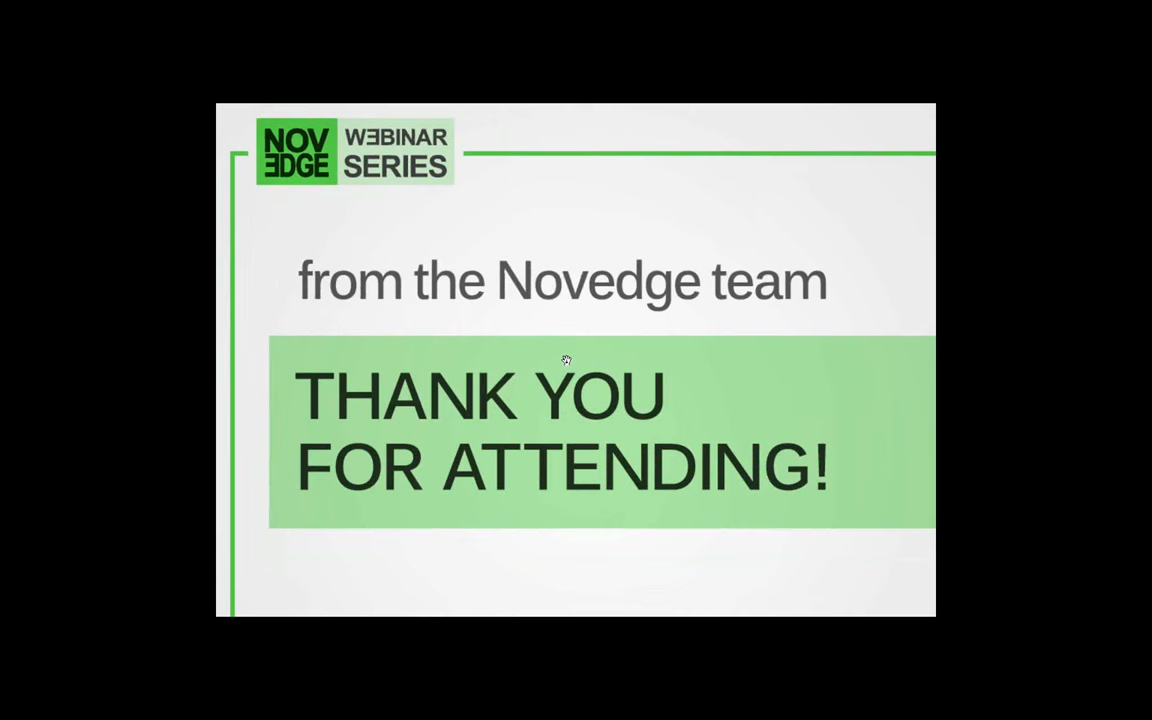 NOV
EDGE
WEBINAR
SERIES
from the Novedge team
THANK YOU
FOR ATTENDING!